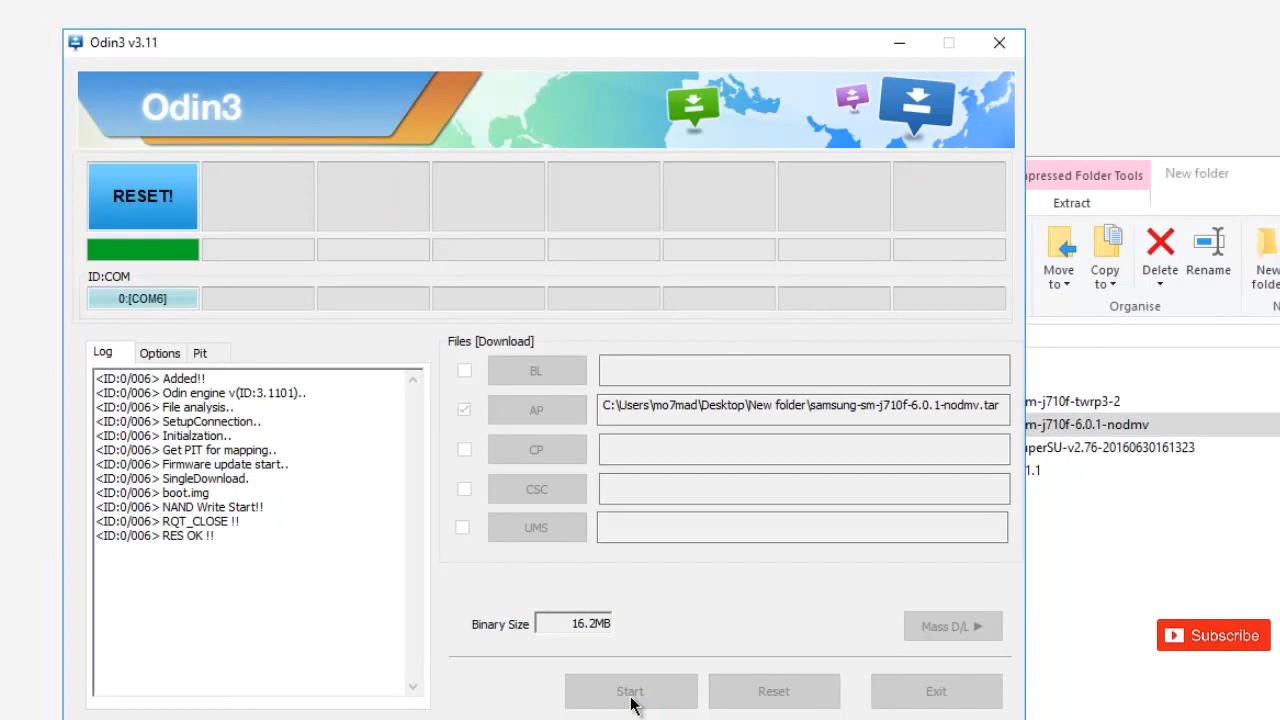 Odin3 v3.11
Odin3
pressed Folder Tools
New folder
Extract
RESET!
Move to
Copy to
Delete
Rename
New folde
Organise
ID:COM
0:[COM6]
Log
Options
Pit
Files [Download]
<ID:0/006> Added!!
<ID:0/006> Odin engine v(ID:3.1101)..
<ID:0/006> File analysis..
<ID:0/006> SetupConnection..
<ID:0/006> Initialzation..
<ID:0/006> Get PIT for mapping..
<ID:0/006> Firmware update start..
<ID:0/006> SingleDownload.
<ID:0/006> boot.img
<ID:0/006> NAND Write Start!!
<ID:0/006> RQT_CLOSE !!
<ID:0/006> RES OK !!
BL
AP
C:\Users\mo7mad\Desktop\New folder\samsung-sm-j710f-6.0.1-nodmv.tar
CP
CSC
UMS
m-j710f-twrp3-2
m-j710f-6.0.1-nodmv
uperSU-v2.76-20160630161323
1.1
Binary Size
16.2MB
Mass D/L
Subscribe
Start
Reset
Exit